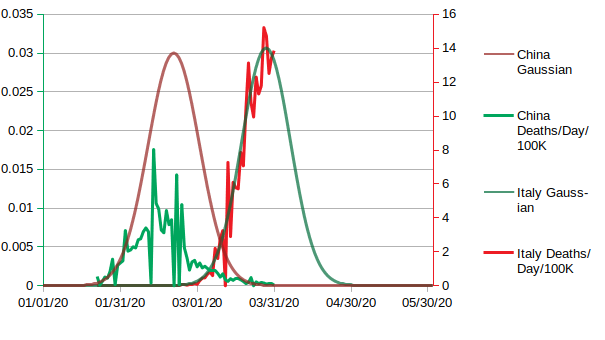 0.035
0.03
0.025
0.02
0.015
0.01
0.005
0
16
14
12
10
8
6
4
2
0
01/01/20 01/31/20 03/01/20 03/31/20 04/30/20 05/30/20
China
Gaussian
China
Deaths/Day/
100K
Italy Gauss-
ian
Italy Deaths/
Day/100K